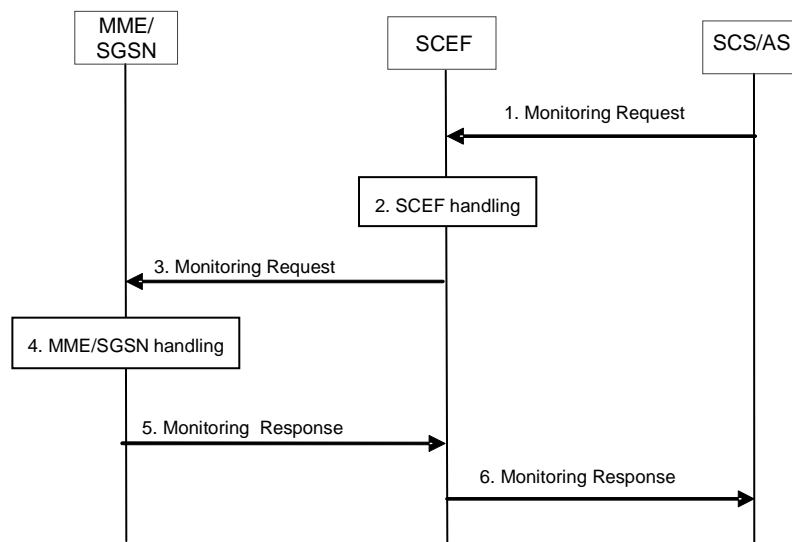 MME/
SGSN
SCEF
SCS/AS
1. Monitoring Request
2. SCEF handling
3. Monitoring Request
4. MME/SGSN handling
5. Monitoring Response
6. Monitoring Response